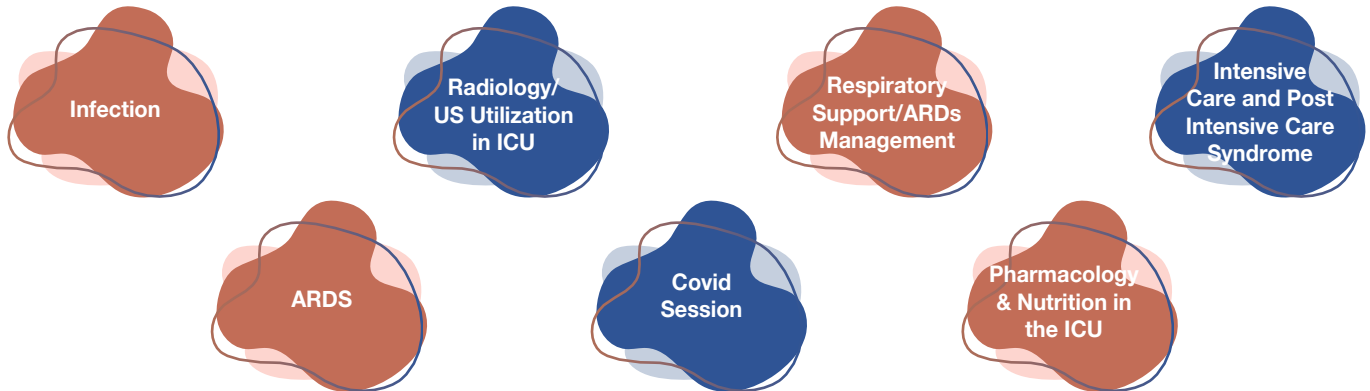 Infection
Radiology/
US Utilization
in ICU
Respiratory
Support/ARDs
Management
Intensive
Care and Post
Intensive Care
Syndrome
ARDS
Covid
Session
Pharmacology
& Nutrition in
the ICU